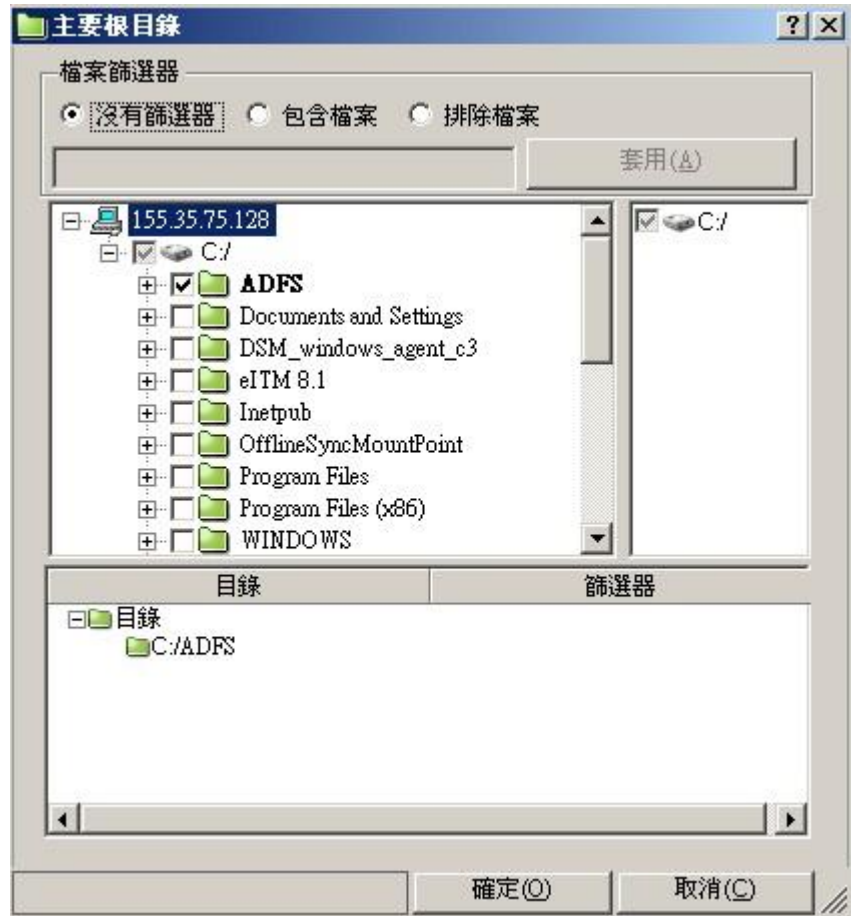 主要根目錄
檔案篩選器
沒有篩選器 包含檔案 排除檔案
套用(A)
155.35.75.128
C:/
C:/
ADFS
Documents and Settings
DSM_windows_agent_c3
eITM 8.1
Inetpub
OfflineSyncMountPoint
Program Files
Program Files (x86)
WINDOWS
目錄 篩選器
目錄
C:/ADFS
確定(O) 取消(C)